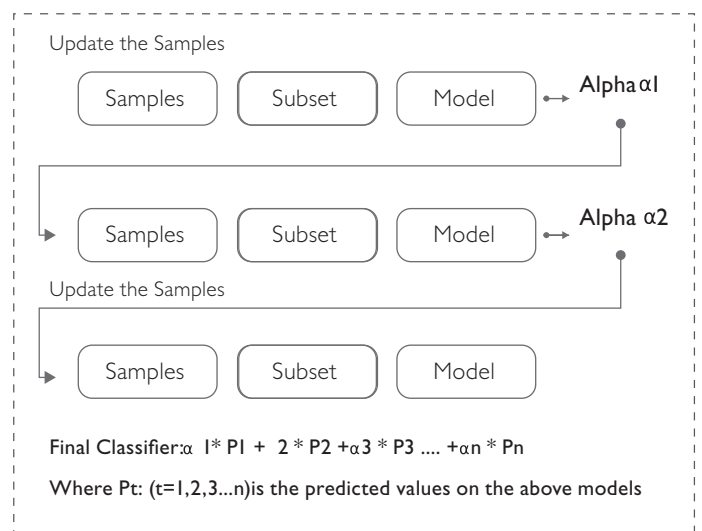 Update the Samples
Samples Subset Model Alpha α1
Samples Subset Model Alpha α2
Update the Samples
Samples Subset Model
Final Classifier:α 1* P1 + 2 * P2 +α3 * P3 .... +αn * Pn
Where Pt: (t=1,2,3...n)is the predicted values on the above models